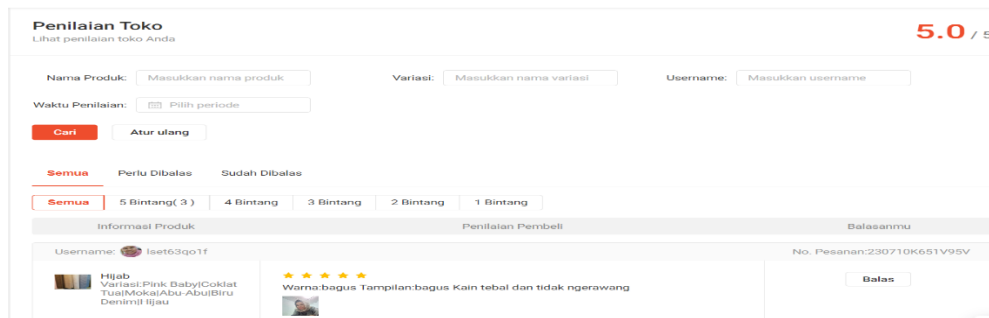 Penilaian Toko
Lihat penilaian toko Anda
5.0 / 5
Nama Produk: Masukkan nama produk Variasi: Masukkan nama variasi Username: Masukkan username
Waktu Penilaian: Pilih periode
Cari Atur ulang
Semua Perlu Dibalas Sudah Dibalas
Semua 5 Bintang( 3 ) 4 Bintang 3 Bintang 2 Bintang 1 Bintang
Informasi Produk Penilaian Pembeli Balasanmu
Username: lset63qo1f No. Pesanan:230710K651V95V
Hijab
Variasi:Pink Baby|Coklat
Tua|Moka|Abu-Abu|Biru
Denim|Hijau
Warna:bagus Tampilan:bagus Kain tebal dan tidak ngerawang
Balas